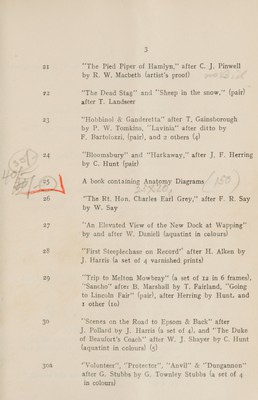 3
21 "The Pied Piper of Hamlyn," after C. J. Pinwell
by R. W. Macbeth (artist's proof)
22 "The Dead Stag" and "Sheep in the snow," (pair)
after T. Landseer
23 "Hobbinol & Ganderetta" after T. Gainsborough
by P. W. Tomkins, "Lavinia" after ditto by
F. Bartolozzi, (pair), and 2 others (4)
24 "Bloomsbury" and "Harkaway," after J. F. Herring
by C. Hunt (pair)
25 A book containing Anatomy Diagrams (150)
26 "The Rt. Hon. Charles Earl Grey," after F. R. Say
by W. Say
27 "An Elevated View of the New Dock at Wapping"
by and after W. Daniell (aquatint in colours)
28 "First Steeplechase on Record" after H. Alken by
J. Harris (a set of 4 varnished prints)
29 "Trip to Melton Mowbray" (a set of 12 in 6 frames),
"Sancho" after B. Marshall by T. Fairland, "Going
to Lincoln Fair" (pair), after Herring by Hunt, and
1 other (10)
30 "Scenes on the Road to Epsom & Back" after
J. Pollard by J. Harris (a set of 4), and "The Duke
of Beaufort's Coach" after W. J. Shayer by C. Hunt
(aquatint in colours) (5)
30A "Volunteer", "Protector", "Anvil" & "Dungannon"
after G. Stubbs by G. Townley Stubbs (a set of 4
in colours)